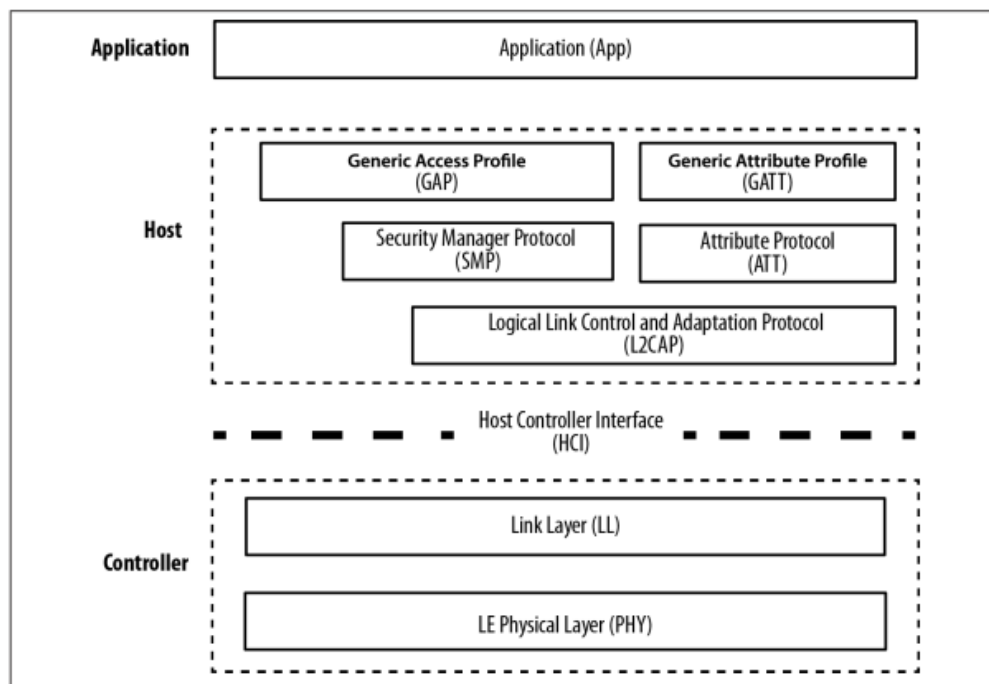 Application
Application (App)
Host
Generic Access Profile
(GAP)
Generic Attribute Profile
(GATT)
Security Manager Protocol
(SMP)
Attribute Protocol
(ATT)
Logical Link Control and Adaptation Protocol
(L2CAP)
Host Controller Interface
(HCI)
Controller
Link Layer (LL)
LE Physical Layer (PHY)